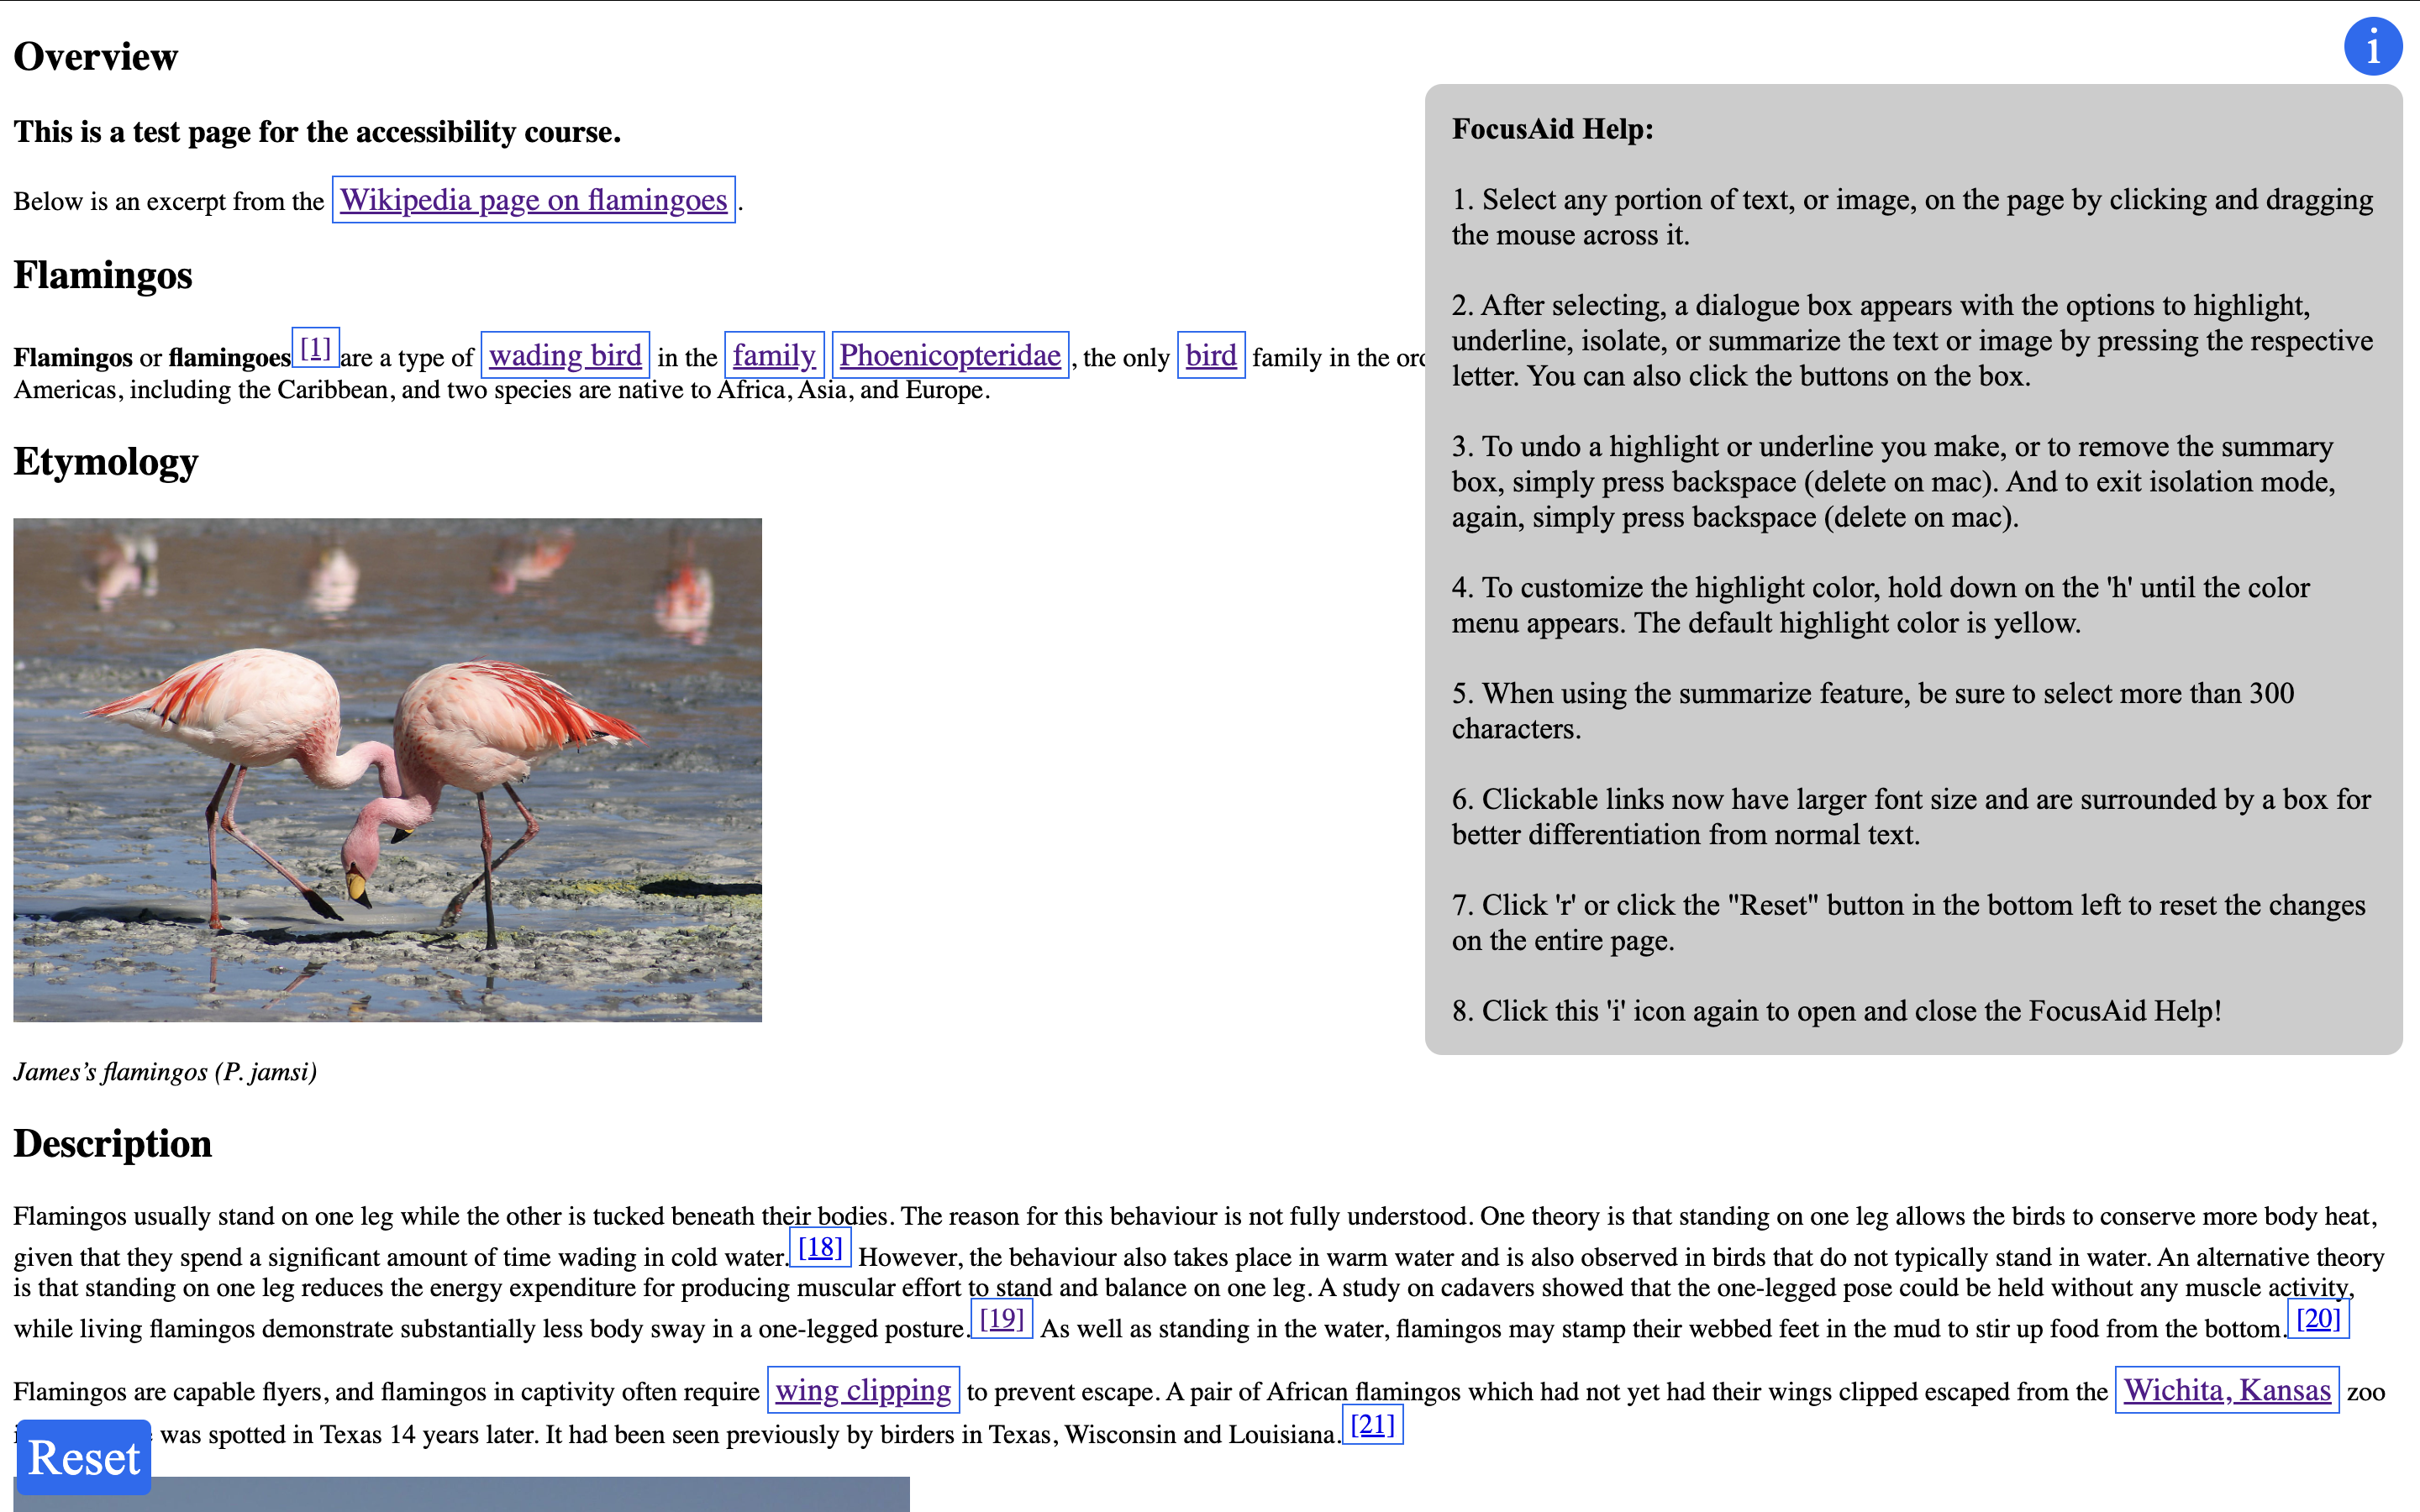 Overview
i
This is a test page for the accessibility course.
Below is an excerpt from the Wikipedia page on flamingoes.
Flamingos
Flamingos or flamingoes[1]are a type of wading bird in the family Phoenicopteridae, the only bird family in the
Americas, including the Caribbean, and two species are native to Africa, Asia, and Europe.
Etymology
James's flamingos (P. jamsi)
FocusAid Help:
1. Select any portion of text, or image, on the page by clicking and dragging
the mouse across it.
2. After selecting, a dialogue box appears with the options to highlight,
underline, isolate, or summarize the text or image by pressing the respective
letter. You can also click the buttons on the box.
3. To undo a highlight or underline you make, or to remove the summary
box, simply press backspace (delete on mac). And to exit isolation mode,
again, simply press backspace (delete on mac).
4. To customize the highlight color, hold down on the 'h' until the color
menu appears. The default highlight color is yellow.
5. When using the summarize feature, be sure to select more than 300
characters.
6. Clickable links now have larger font size and are surrounded by a box for
better differentiation from normal text.
7. Click 'r' or click the "Reset" button in the bottom left to reset the changes
on the entire page.
8. Click this 'i' icon again to open and close the FocusAid Help!
Description
Flamingos usually stand on one leg while the other is tucked beneath their bodies. The reason for this behaviour is not fully understood. One theory is that standing on one leg allows the birds to conserve more body heat,
given that they spend a significant amount of time wading in cold water.[18] However, the behaviour also takes place in warm water and is also observed in birds that do not typically stand in water. An alternative theory
is that standing on one leg reduces the energy expenditure for producing muscular effort to stand and balance on one leg. A study on cadavers showed that the one-legged pose could be held without any muscle activity,
while living flamingos demonstrate substantially less body sway in a one-legged posture.[19] As well as standing in the water, flamingos may stamp their webbed feet in the mud to stir up food from the bottom.[20]
Flamingos are capable flyers, and flamingos in captivity often require wing clipping to prevent escape. A pair of African flamingos which had not yet had their wings clipped escaped from the Wichita, Kansas zoo
was spotted in Texas 14 years later. It had been seen previously by birders in Texas, Wisconsin and Louisiana.[21]
Reset